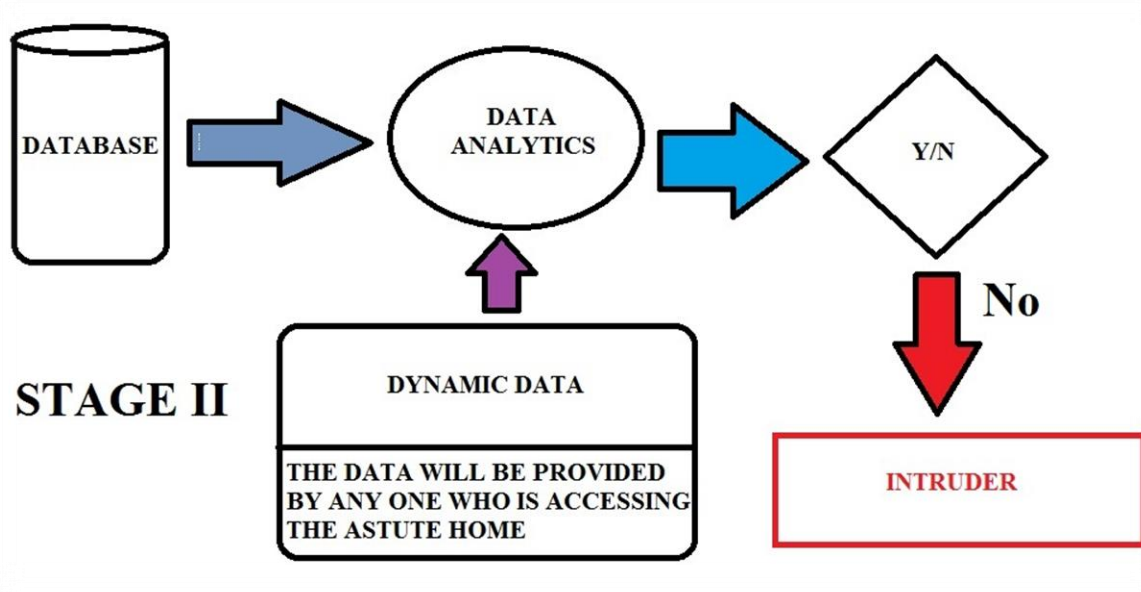 DATABASE
DATA
ANALYTICS
Y/N
No
STAGE II
DYNAMIC DATA
THE DATA WILL BE PROVIDED
BY ANY ONE WHO IS ACCESSING
THE ASTUTE HOME
INTRUDER